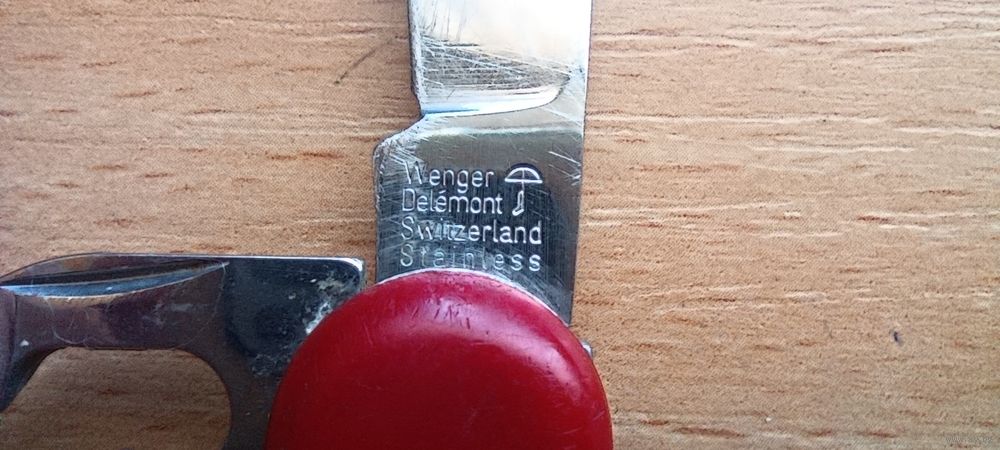 Wenger
Delémont
Switzerland
Stainless